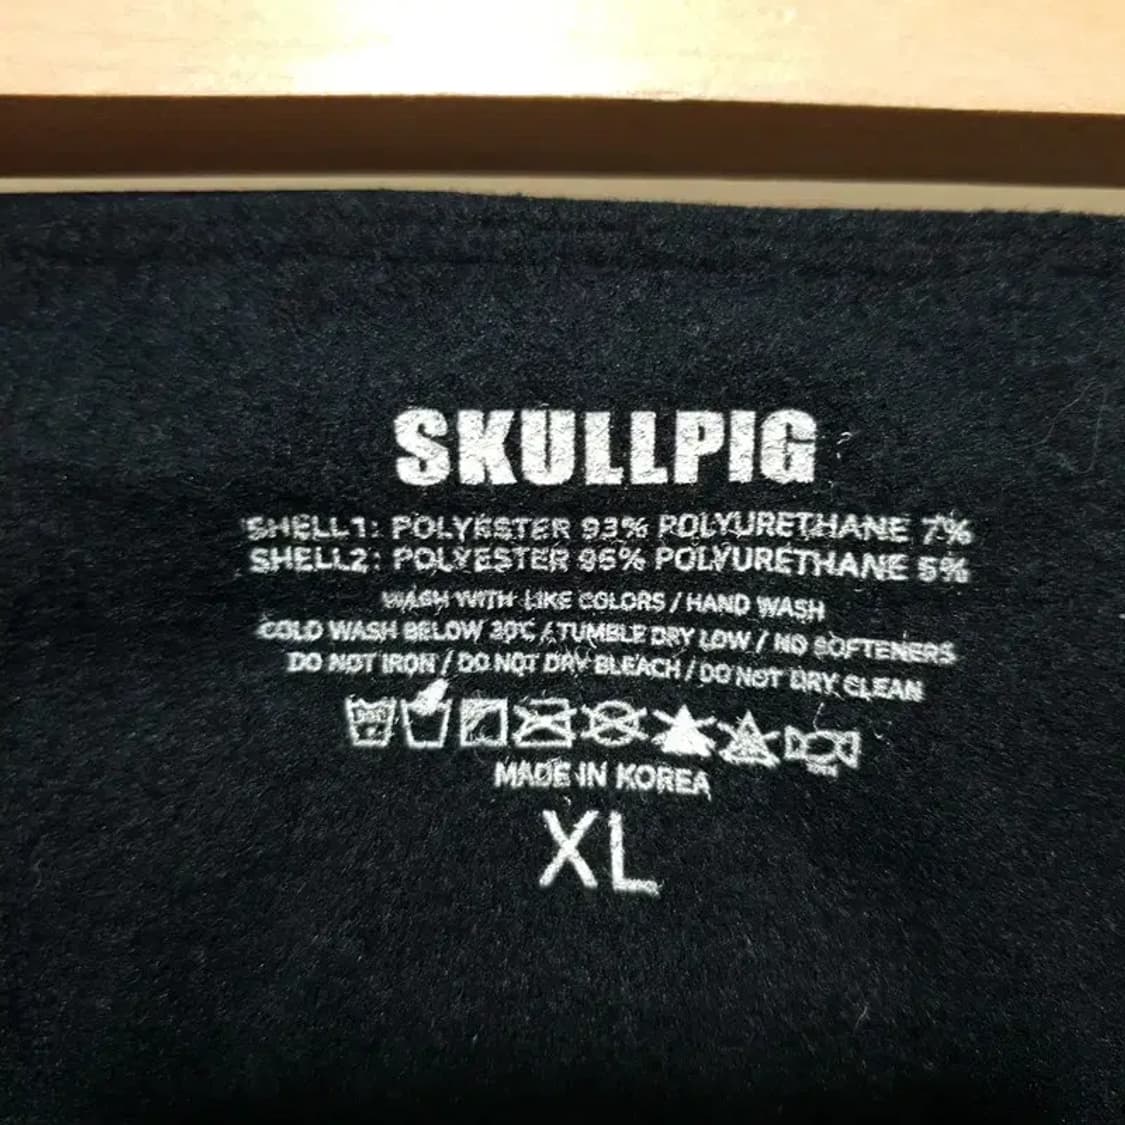 SKULLPIG
SHELL1: POLYESTER 93% POLYURETHANE 7%
SHELL2: POLYESTER 95% POLYURETHANE 5%
WASH WITH LIKE COLORS / HAND WASH
COLD WASH BELOW 30℃ / TUMBLE DRY LOW / NO SOFTENERS
DO NOT IRON / DO NOT DRY BLEACH / DO NOT DRY CLEAN
MADE IN KOREA
XL